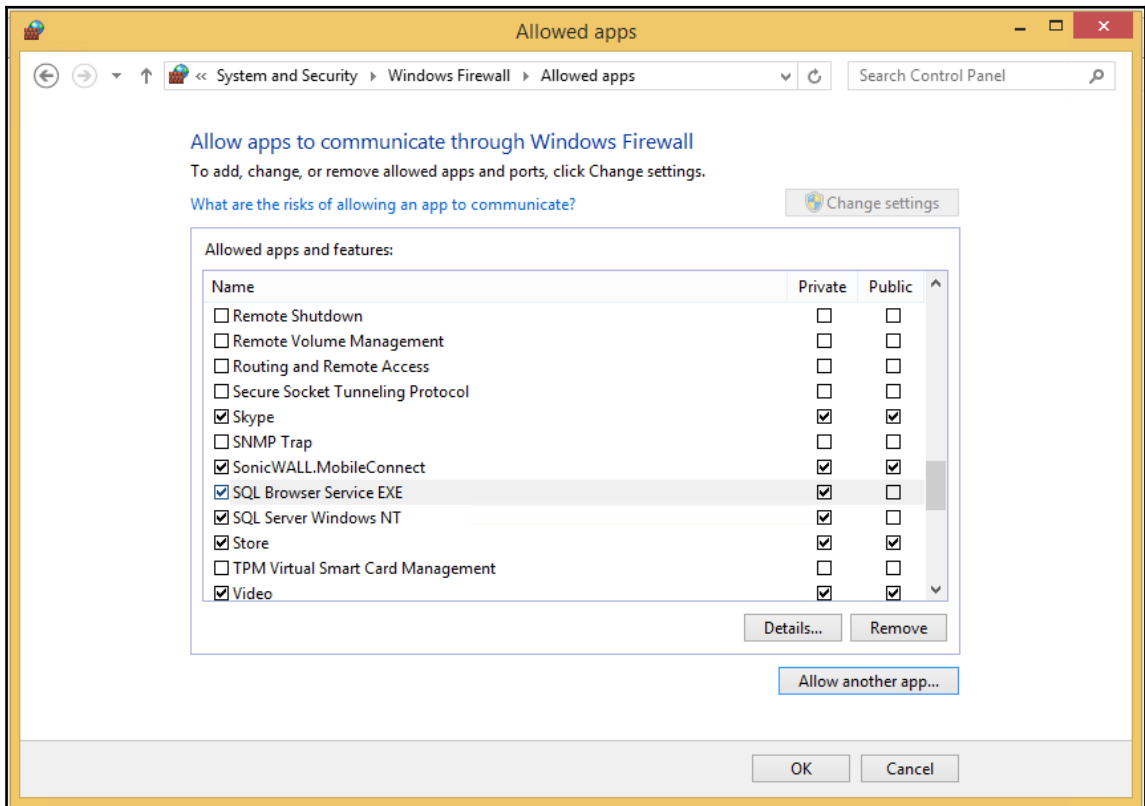 Allowed apps
« System and Security Windows Firewall Allowed apps
Search Control Panel
Allow apps to communicate through Windows Firewall
To add, change, or remove allowed apps and ports, click Change settings.
What are the risks of allowing an app to communicate?
Change settings
Allowed apps and features:
Name Private Public
Remote Shutdown
Remote Volume Management
Routing and Remote Access
Secure Socket Tunneling Protocol
Skype
SNMP Trap
SonicWALL.MobileConnect
SQL Browser Service EXE
SQL Server Windows NT
Store
TPM Virtual Smart Card Management
Video
Details... Remove
Allow another app...
OK Cancel